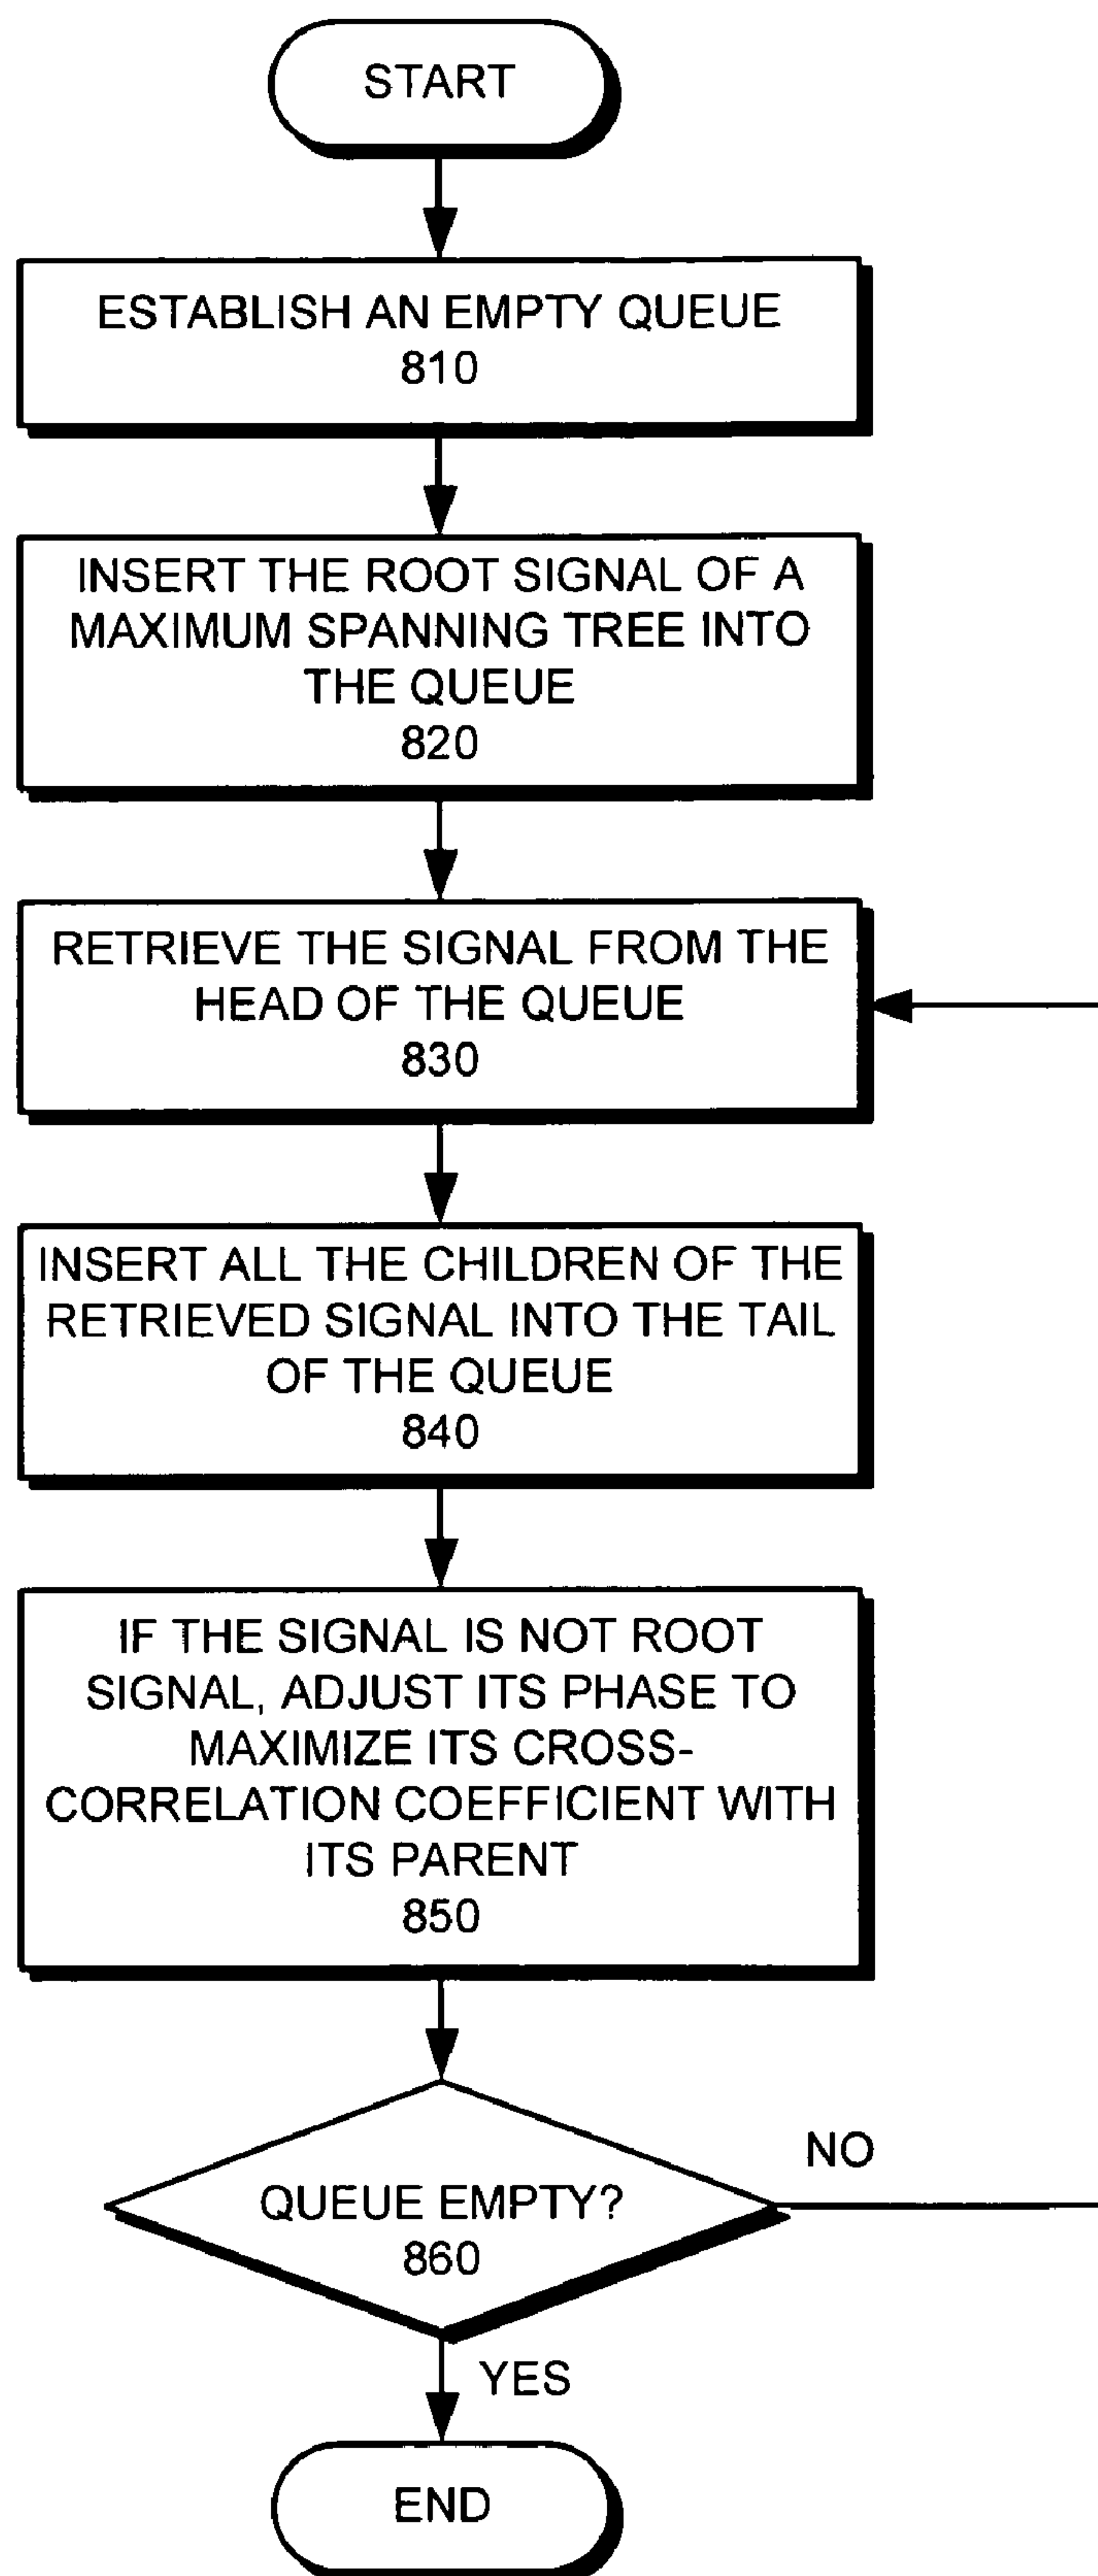 START
ESTABLISH AN EMPTY QUEUE
810
INSERT THE ROOT SIGNAL OF A
MAXIMUM SPANNING TREE INTO
THE QUEUE
820
RETRIEVE THE SIGNAL FROM THE
HEAD OF THE QUEUE
830
INSERT ALL THE CHILDREN OF THE
RETRIEVED SIGNAL INTO THE TAIL
OF THE QUEUE
840
IF THE SIGNAL IS NOT ROOT
SIGNAL, ADJUST ITS PHASE TO
MAXIMIZE ITS CROSS-
CORRELATION COEFFICIENT WITH
ITS PARENT
850
NO
QUEUE EMPTY?
860
YES
END